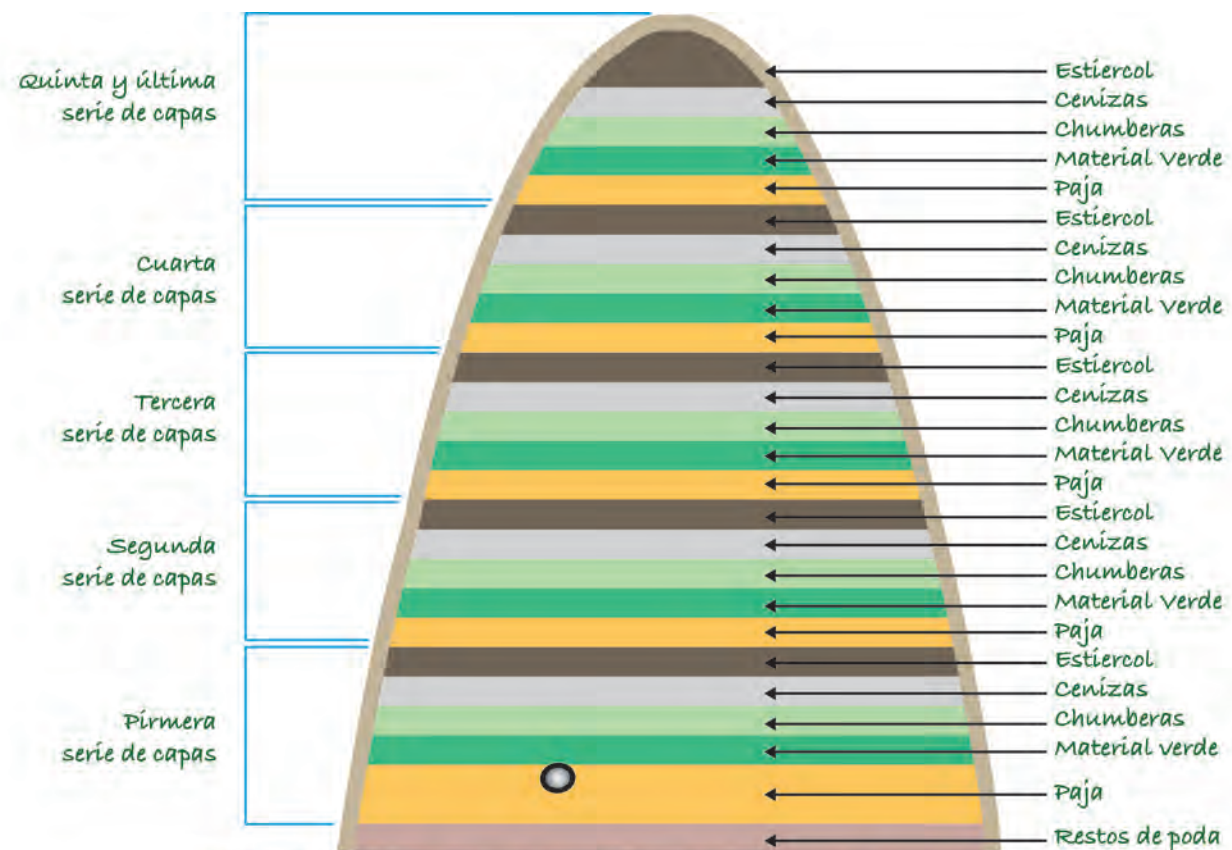 Quinta y última
serie de capas
Cuarta
serie de capas
Tercera
serie de capas
Segunda
serie de capas
Pirmera
serie de capas
Estiercol
Cenizas
Chumberas
Material Verde
Paja
Estiercol
Cenizas
Chumberas
Material Verde
Paja
Estiercol
Cenizas
Chumberas
Material Verde
Paja
Estiercol
Cenizas
Chumberas
Material Verde
Paja
Estiercol
Cenizas
Chumberas
Material verde
Paja
Restos de poda